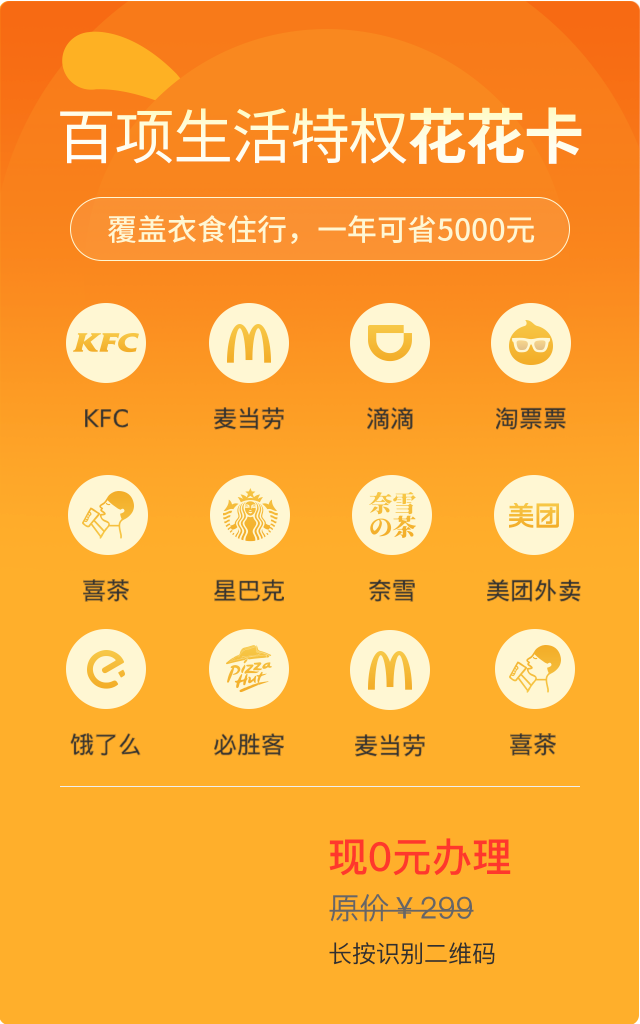 百项生活特权花花卡
覆盖衣食住行，一年可省5000元
KFC
KFC 麦当劳 滴滴 淘票票
奈雪
の茶
美团
喜茶 星巴克 奈雪 美团外卖
Pizza
Hut
饿了么 必胜客 麦当劳 喜茶
现0元办理
原价￥299
长按识别二维码